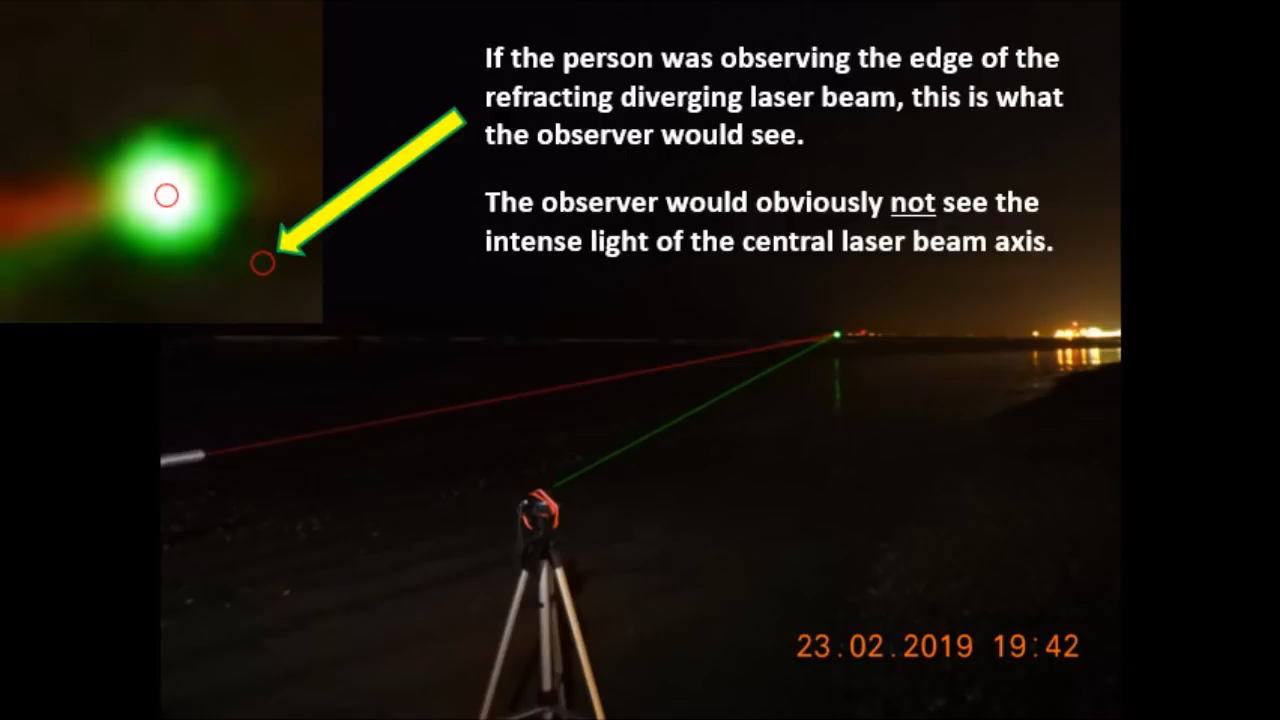 If the person was observing the edge of the
refracting diverging laser beam, this is what
the observer would see.
The observer would obviously not see the
intense light of the central laser beam axis.
23.02.2019 19:42